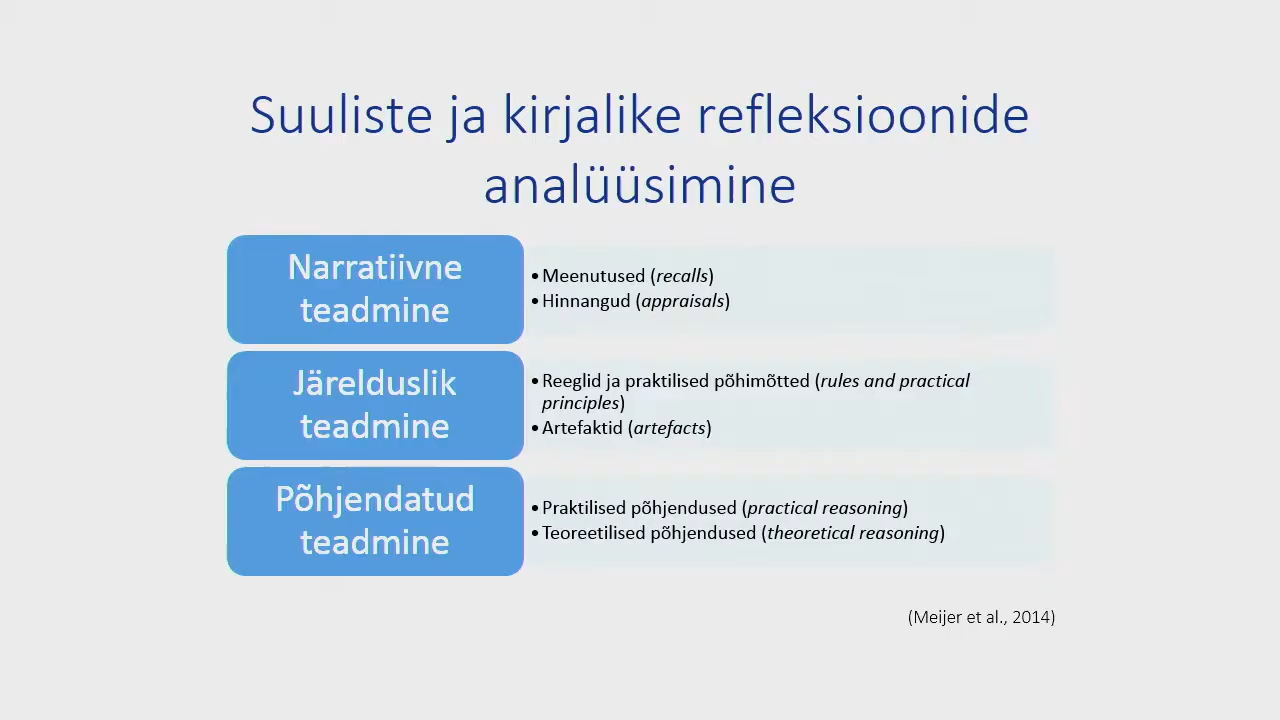 Suuliste ja kirjalike refleksioonide
analüüsimine
Narratiivne
teadmine
• Meenutused (recalls)
• Hinnangud (appraisals)
Järelduslik
teadmine
• Reeglid ja praktilised põhimõtted (rules and practical
principles)
• Artefaktid (artefacts)
Põhjendatud
teadmine
• Praktilised põhjendused (practical reasoning)
• Teoreetilised põhjendused (theoretical reasoning)
(Meijer et al., 2014)